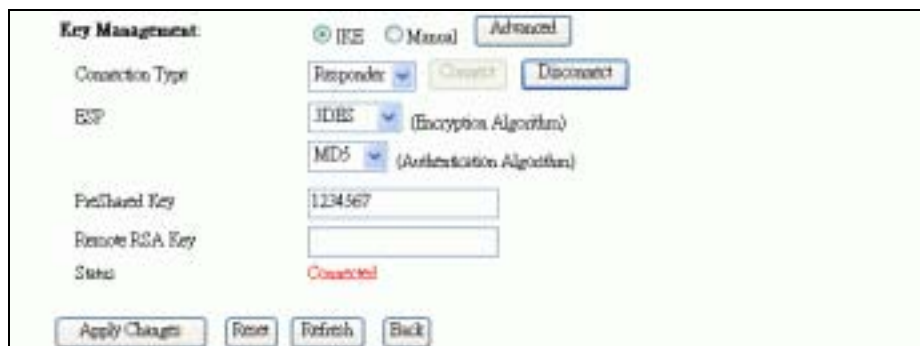 Key Management:
IKE Manual Advanced
Connection Type Responder Connect Disconnect
ESP 3DES (Encryption Algorithm)
MD5 (Authentication Algorithm)
PreShared Key 1234567
Remote RSA Key
Status Connected
Apply Changes Reset Refresh Back